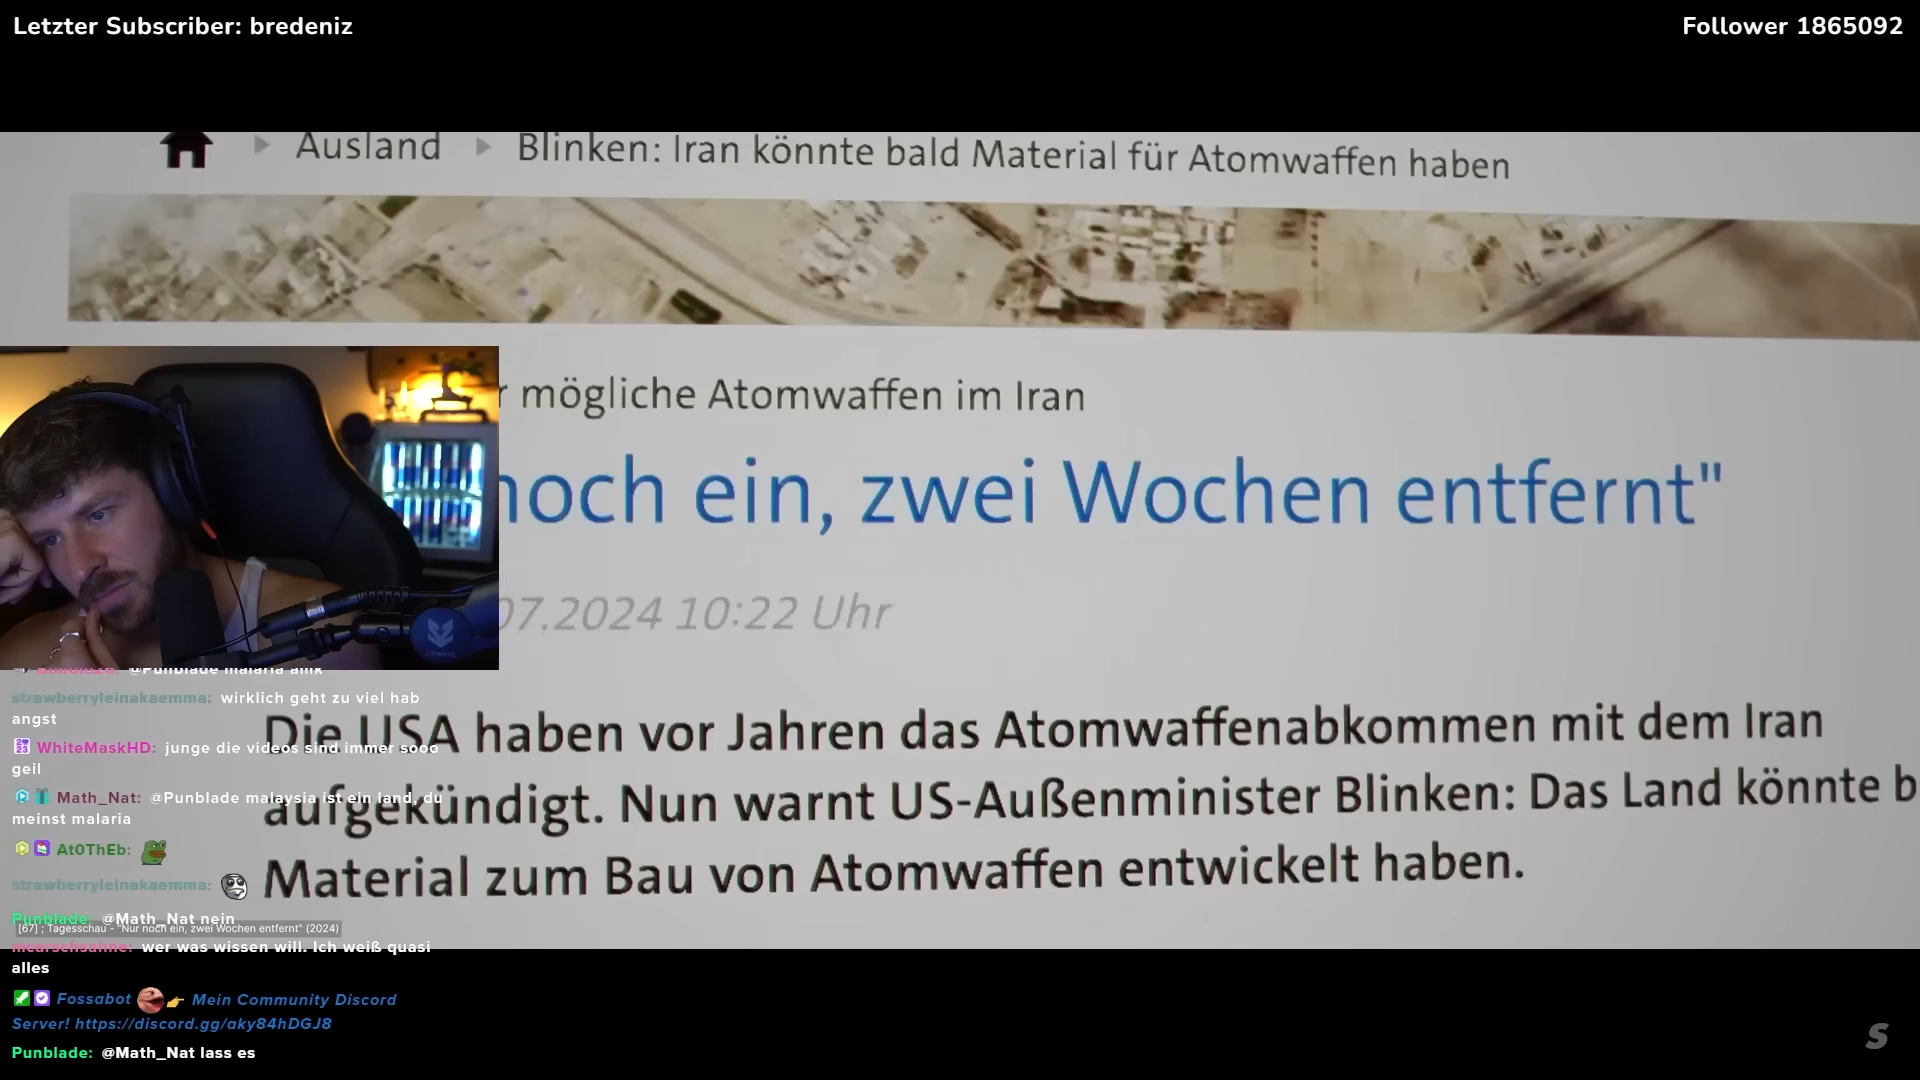 Letzter Subscriber: bredeniz
Follower 1865092
Ausland
Blinken: Iran könnte bald Material für Atomwaffen haben
r mögliche Atomwaffen im Iran
noch ein, zwei Wochen entfernt"
07.2024 10:22 Uhr
Die USA haben vor Jahren das Atomwaffenabkommen mit dem Iran
aufgekündigt. Nun warnt US-Außenminister Blinken: Das Land könnte b
Material zum Bau von Atomwaffen entwickelt haben.
@Punblade malaria amk
strawberryleinakaemma: wirklich geht zu viel hab
angst
WhiteMaskHD: junge die videos sind immer sooo
geil
Math_Nat: @Punblade malaysia ist ein land, du
meinst malaria
At0ThEb:
strawberryleinakaemma:
Punblade: @Math_Nat nein
[67] ; Tagesschau - "Nur noch ein, zwei Wochen entfernt" (2024)
wer was wissen will. Ich weiß quasi
alles
Fossabot Mein Community Discord
Server! https://discord.gg/aky84hDGJ8
Punblade: @Math_Nat lass es
S